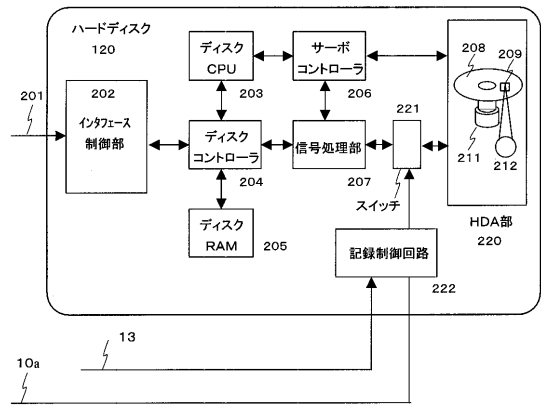 ハードディスク
120
201
202
インタフェース
制御部
ディスク
CPU
203
サーボ
コントローラ
206
208
209
211
212
ディスク
コントローラ
204
信号処理部
207
221
スイッチ
HDA部
220
ディスク
RAM
205
記録制御回路
222
13
10a